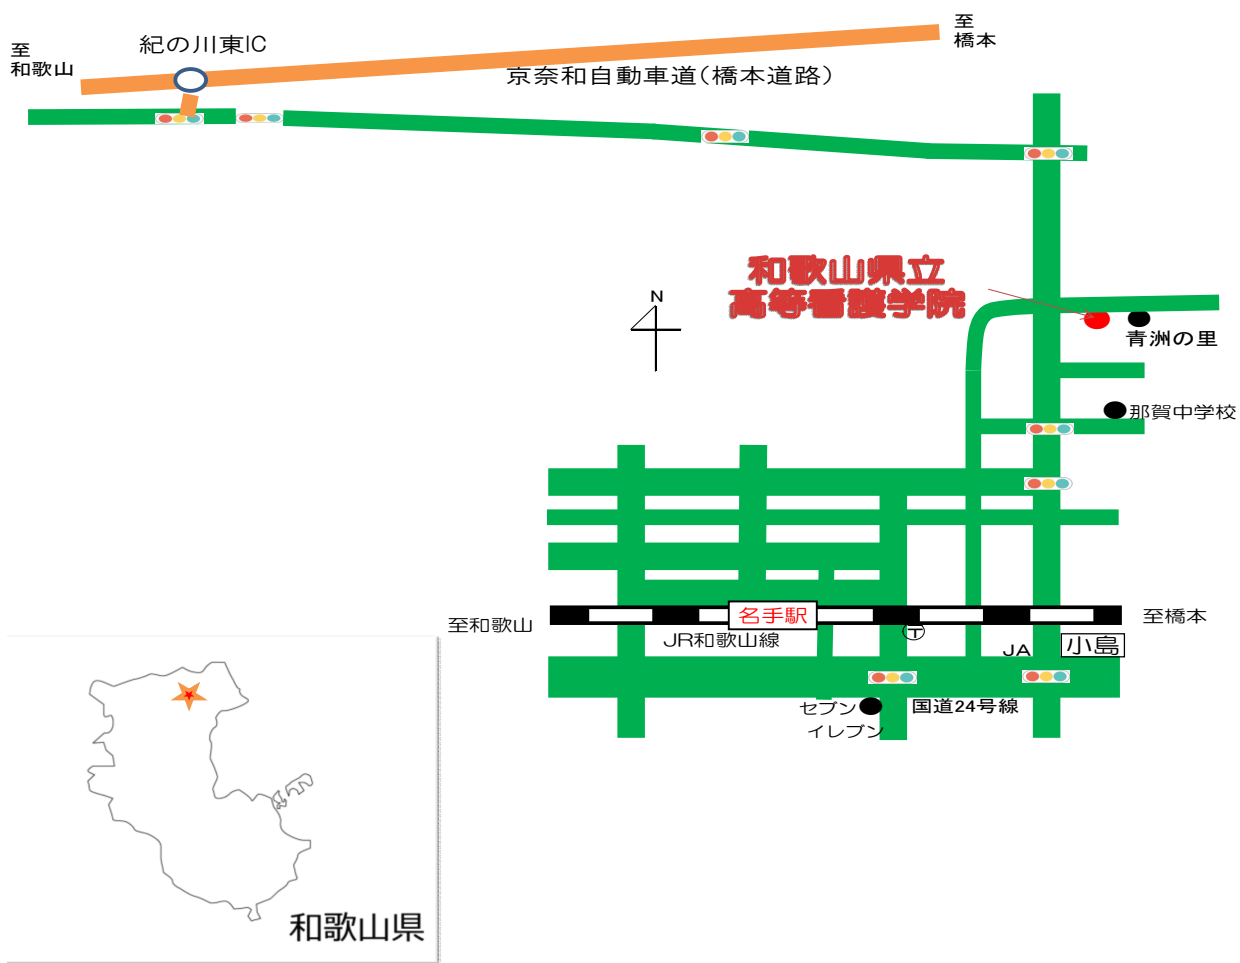 至
和歌山
紀の川東IC
至
橋本
京奈和自動車道(橋本道路)
和歌山県立
高等看護学院
N
青洲の里
那賀中学校
至和歌山
名手駅
至橋本
JR和歌山線
〒
JA
小島
セブン
イレブン
国道24号線
和歌山県